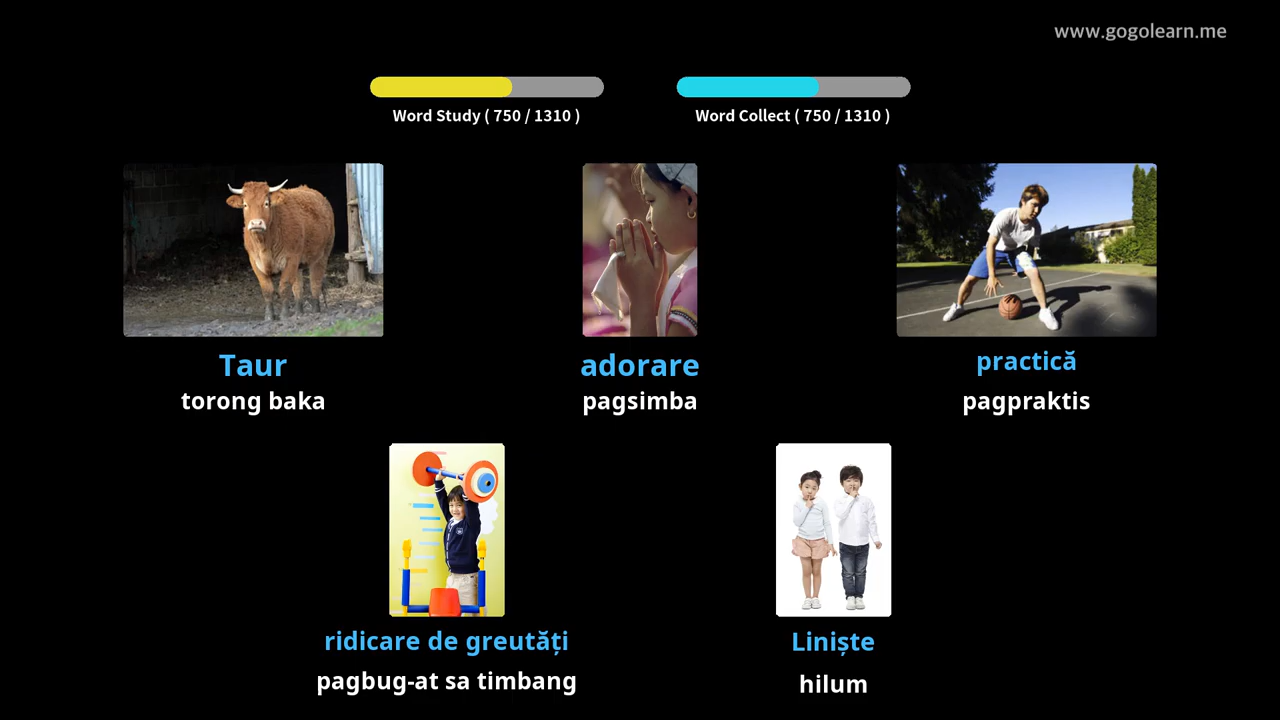 www.gogolearn.me
Word Study ( 750 / 1310 )
Word Collect ( 750 / 1310 )
Taur
torong baka
adorare
pagsimba
practică
pagpraktis
ridicare de greutăți
pagbug-at sa timbang
Liniște
hilum